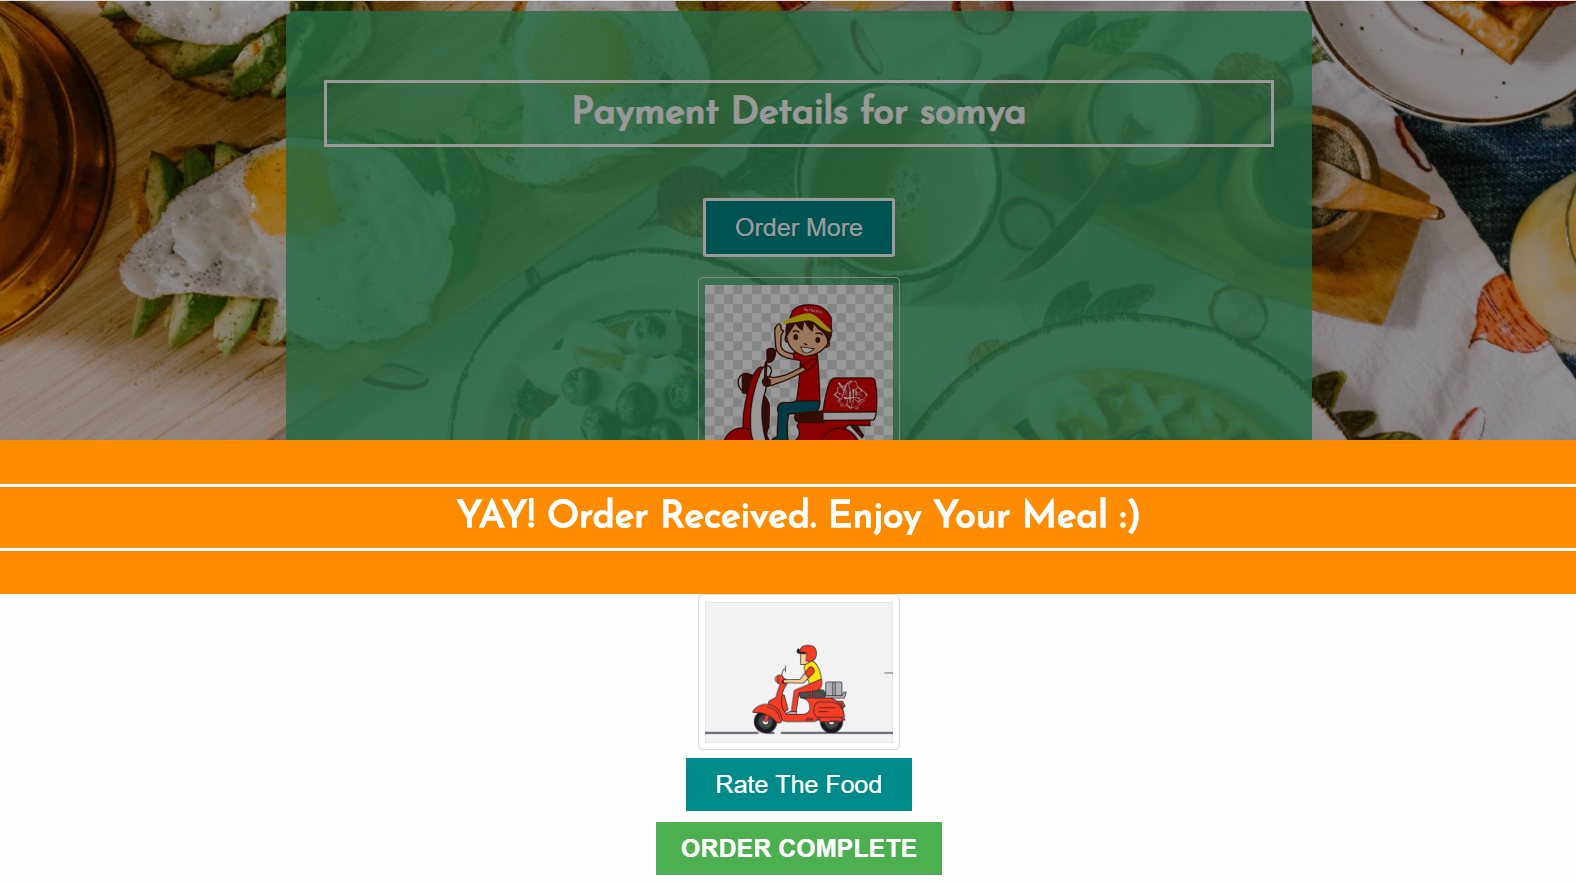 Payment Details for somya
Order More
YAY! Order Received. Enjoy Your Meal :)
Rate The Food
ORDER COMPLETE